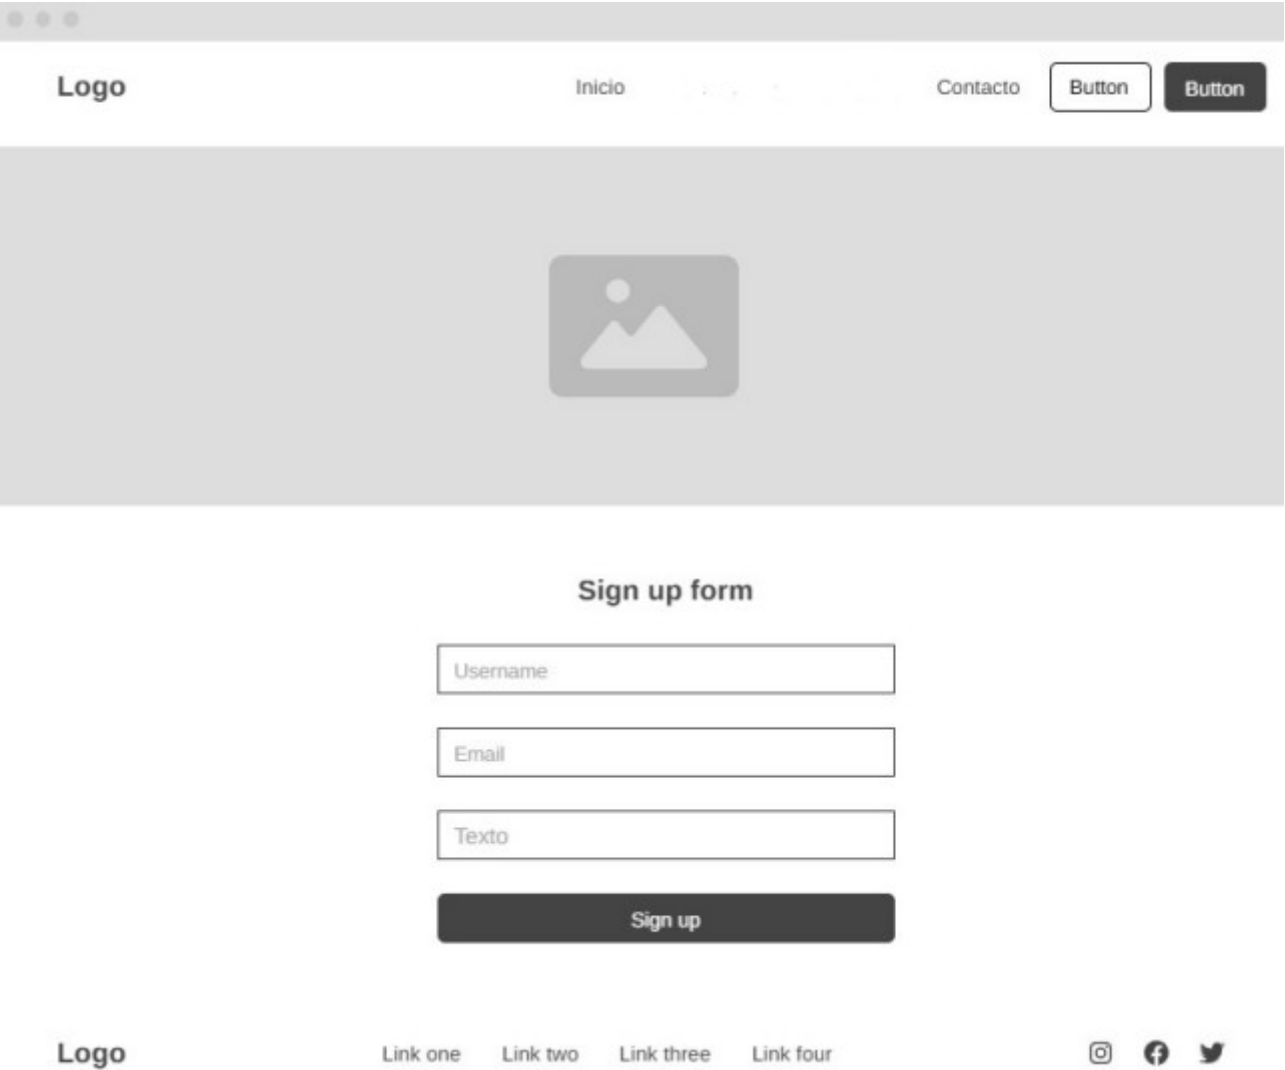 Logo Inicio Contacto Button Button
Sign up form
Username
Email
Texto
Sign up
Logo Link one Link two Link three Link four